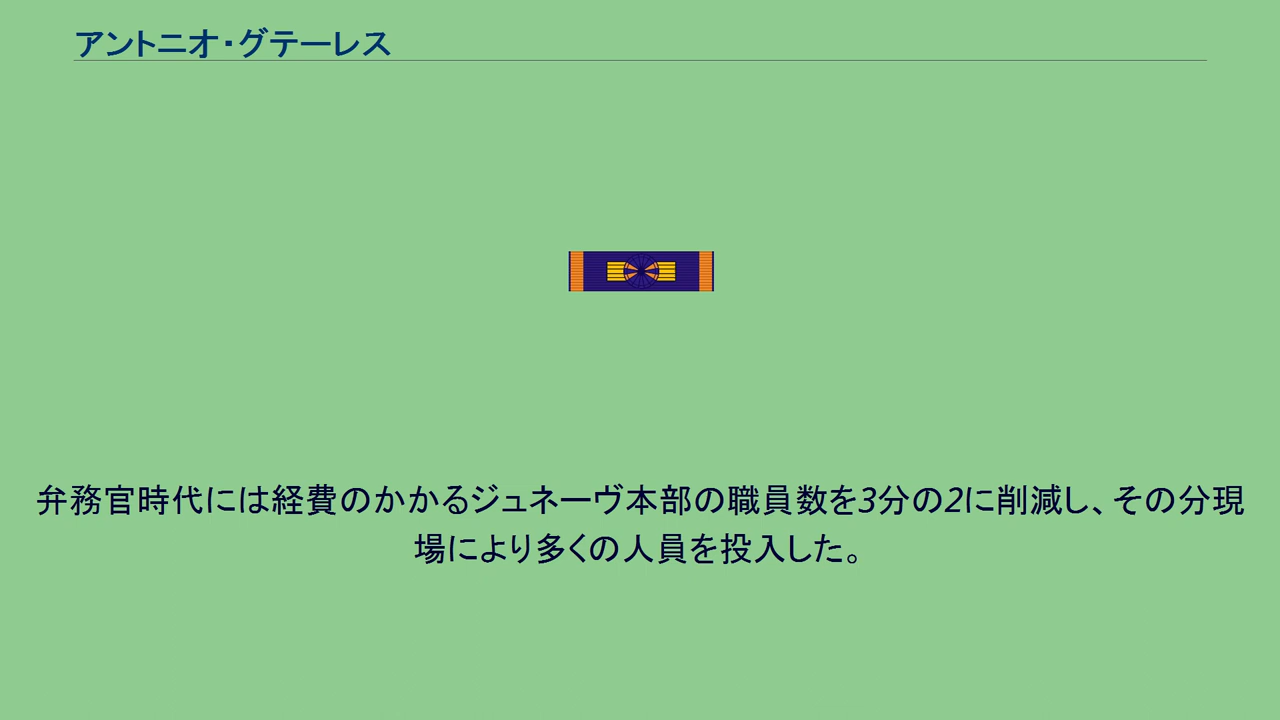 アントニオ・グテーレス
弁務官時代には経費のかかるジュネーヴ本部の職員数を3分の2に削減し、その分現
場により多くの人員を投入した。